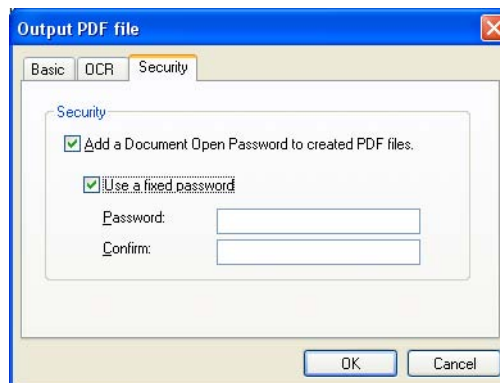 Output PDF file
Basic OCR Security
Security
Add a Document Open Password to created PDF files.
Use a fixed password
Password:
Confirm:
OK Cancel